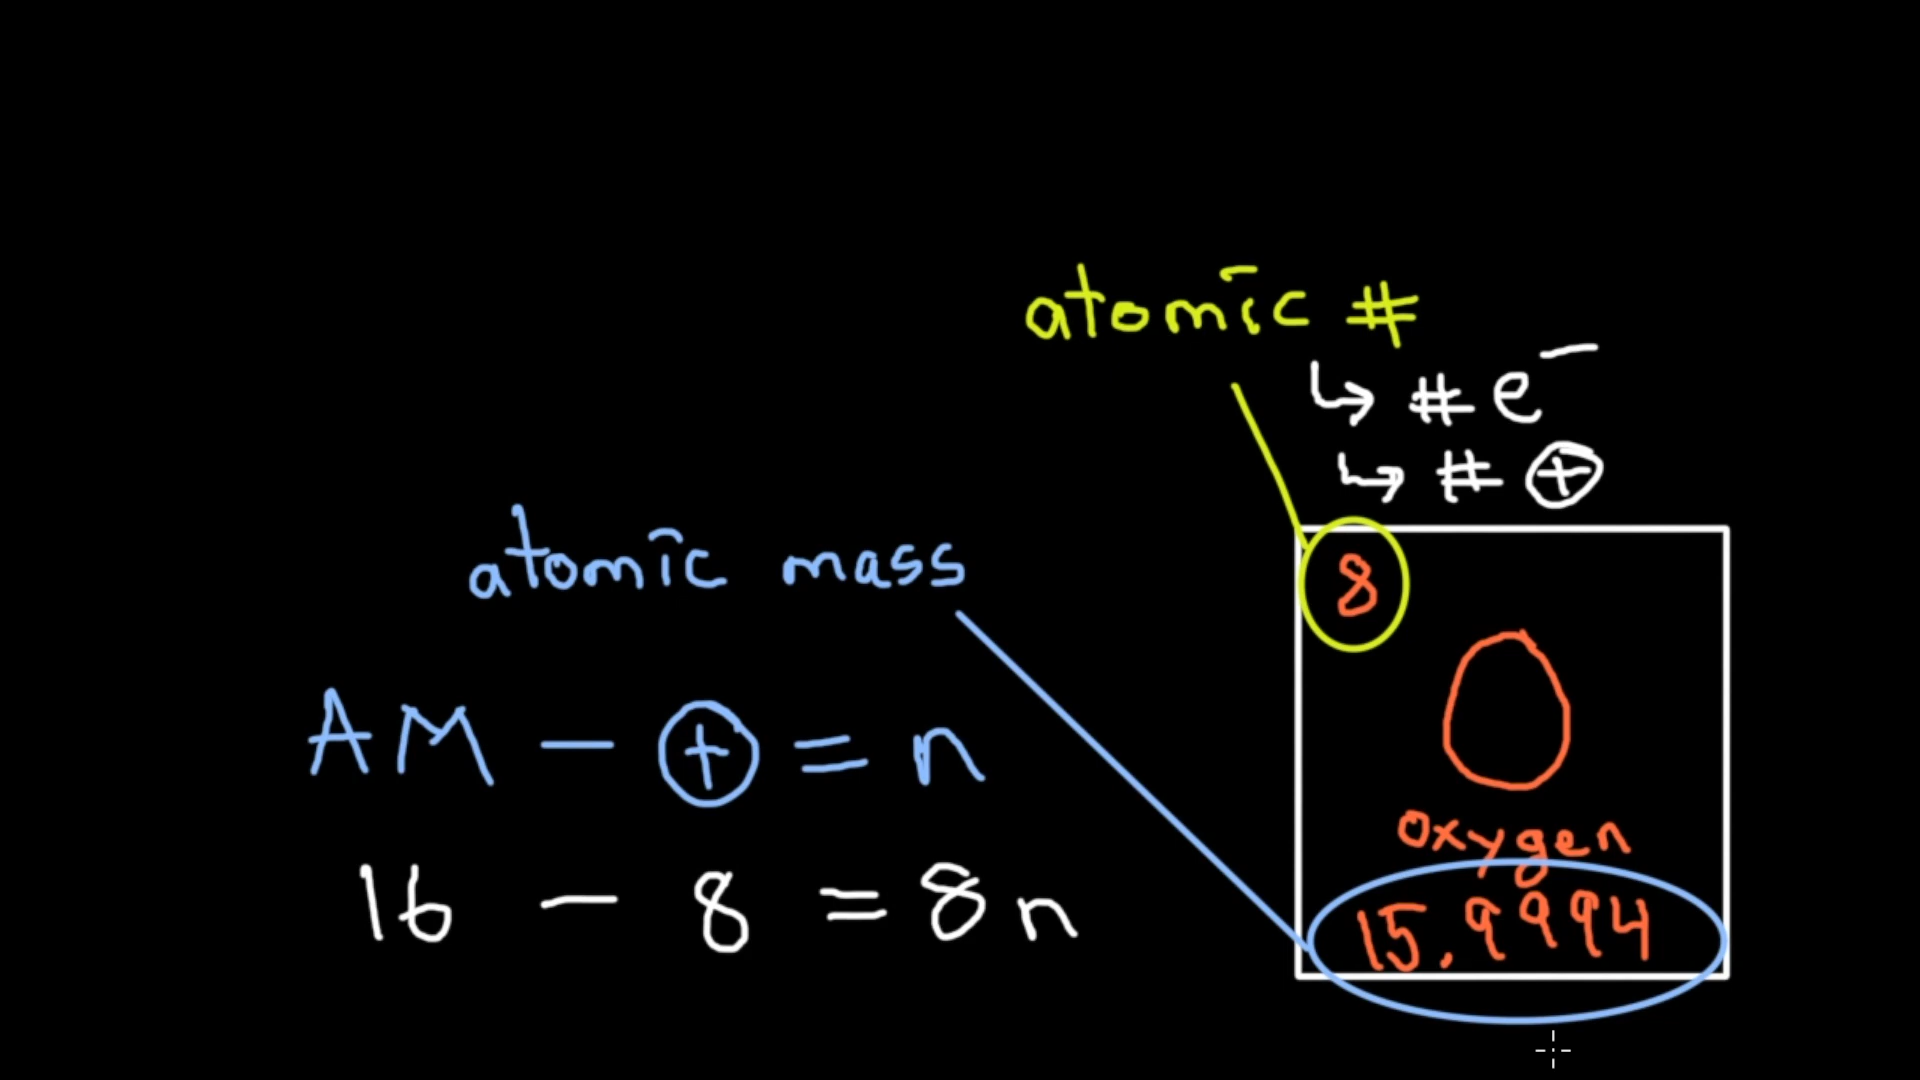 atomic #
↳ # e⁻
↳ # ⊕
atomic mass
8
O
oxygen
15.9994
AM - ⊕ = n
16 - 8 = 8n